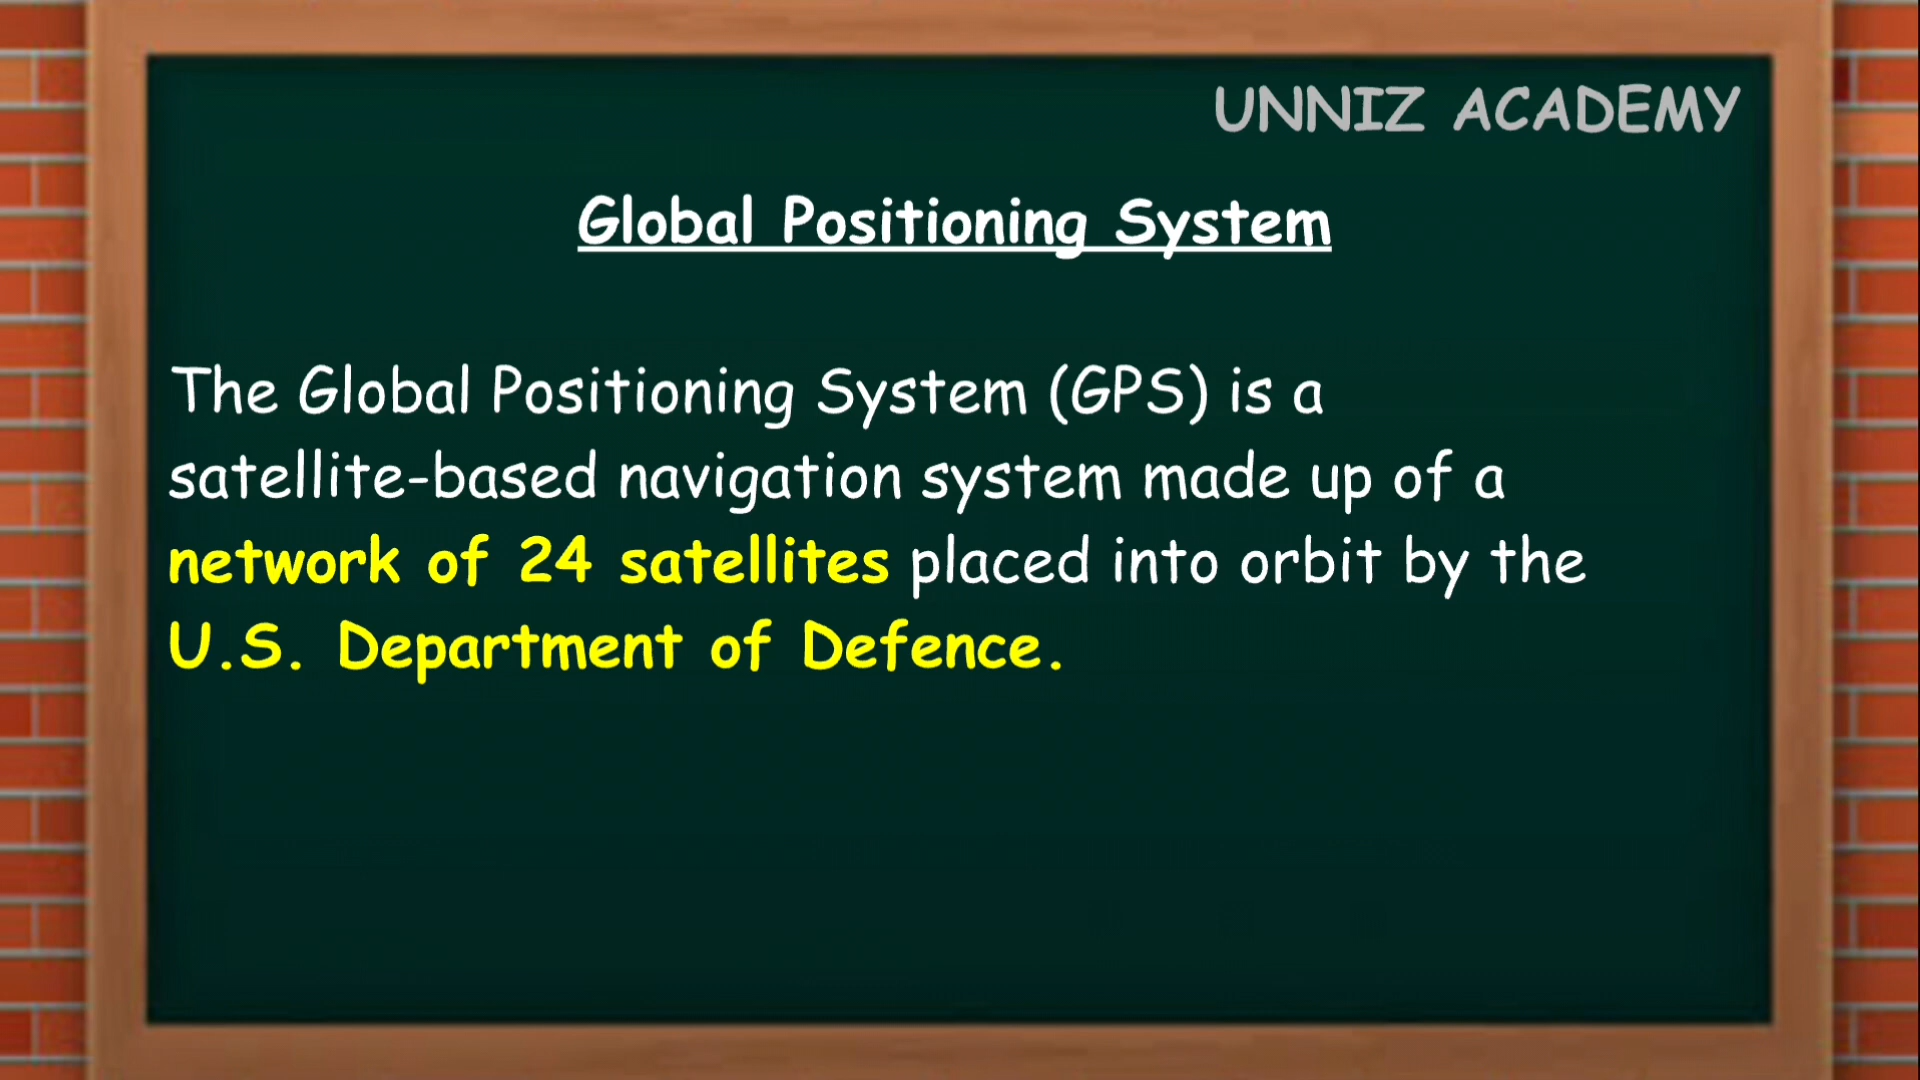 UNNIZ ACADEMY
Global Positioning System
The Global Positioning System (GPS) is a
satellite-based navigation system made up of a
network of 24 satellites placed into orbit by the
U.S. Department of Defence.